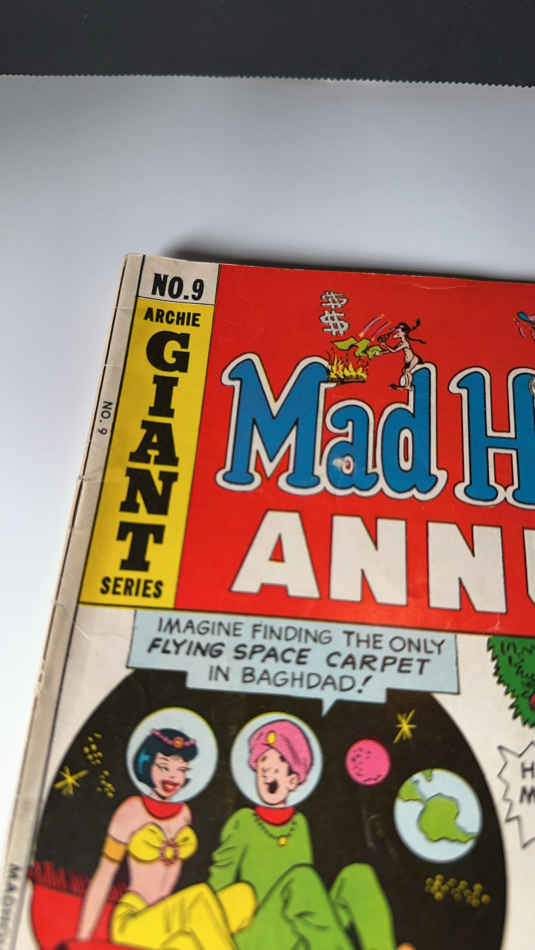 NO.9
ARCHIE
GIANT
SERIES
NO. 9
Mad H
ANNU
IMAGINE FINDING THE ONLY
FLYING SPACE CARPET
IN BAGHDAD!
H
M